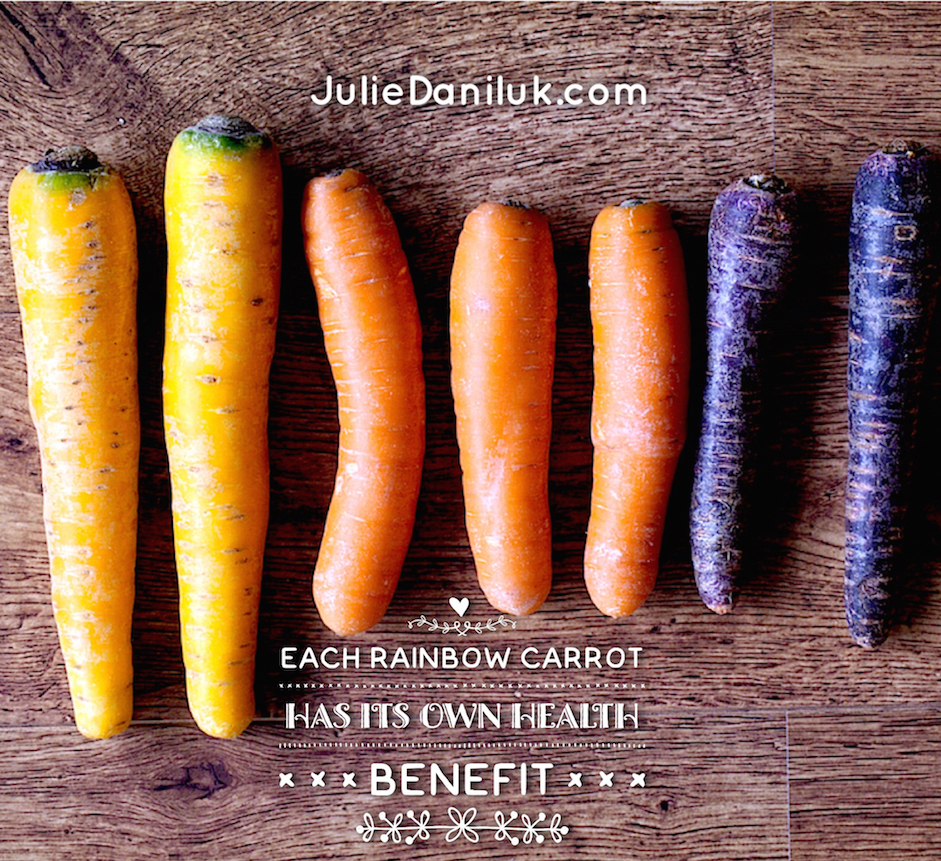 JulieDaniluk.com
EACH RAINBOW CARROT
HAS ITS OWN HEALTH
BENEFIT